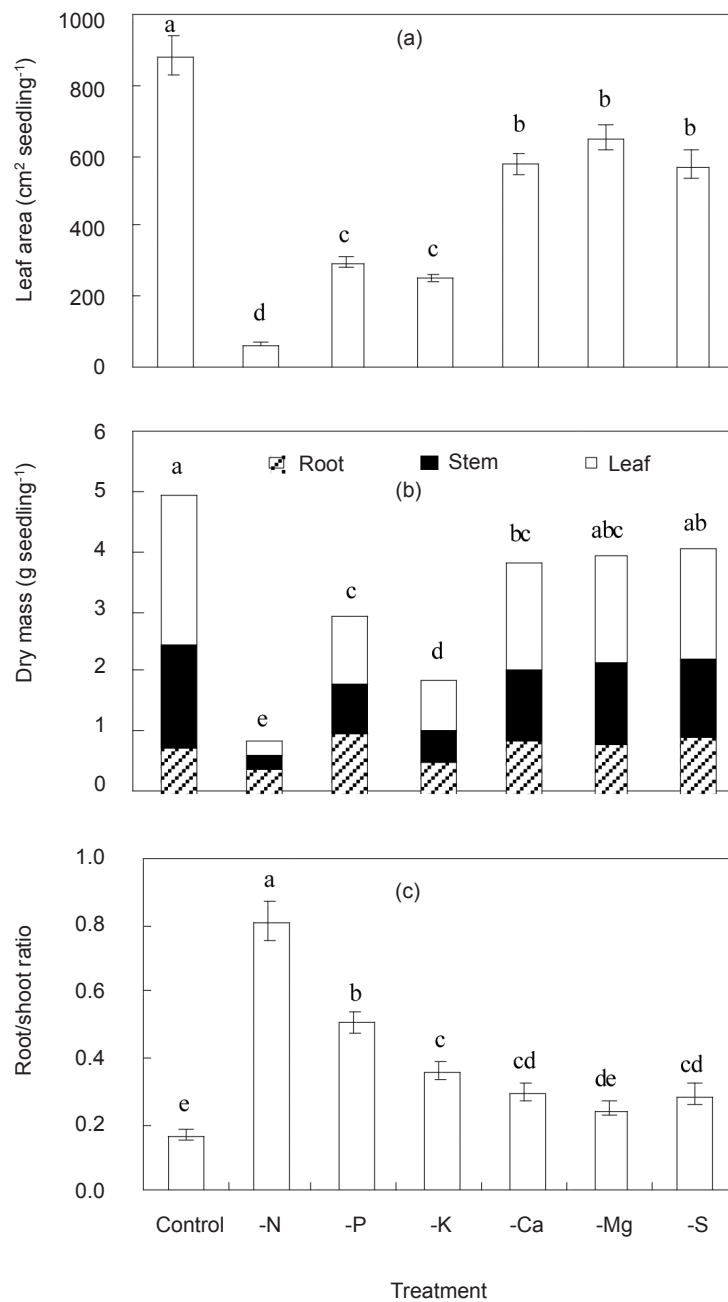 1000
800
600
400
200
0
Leaf area (cm² seedling⁻¹)
(a)
a
d
c
c
b
b
b
6
5
4
3
2
1
0
Dry mass (g seedling⁻¹)
Root Stem Leaf
(b)
a
e
c
d
bc
abc
ab
1.0
0.8
0.6
0.4
0.2
0.0
Root/shoot ratio
(c)
e
a
b
c
cd
de
cd
Control -N -P -K -Ca -Mg -S
Treatment